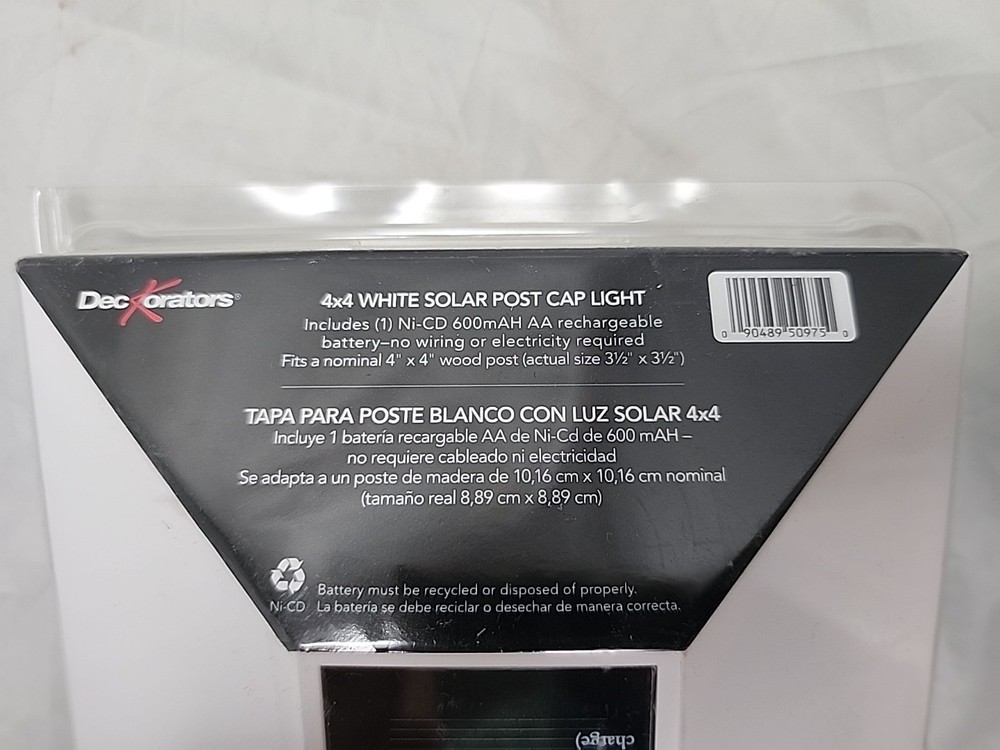 Deckorators®
4x4 WHITE SOLAR POST CAP LIGHT
Includes (1) Ni-CD 600mAH AA rechargeable
battery–no wiring or electricity required
Fits a nominal 4" x 4" wood post (actual size 3½" x 3½")
0 90489 50975 0
TAPA PARA POSTE BLANCO CON LUZ SOLAR 4x4
Incluye 1 batería recargable AA de Ni-Cd de 600 mAH –
no requiere cableado ni electricidad
Se adapta a un poste de madera de 10,16 cm x 10,16 cm nominal
(tamaño real 8,89 cm x 8,89 cm)
Ni-CD
Battery must be recycled or disposed of properly.
La batería se debe reciclar o desechar de manera correcta.
charge)